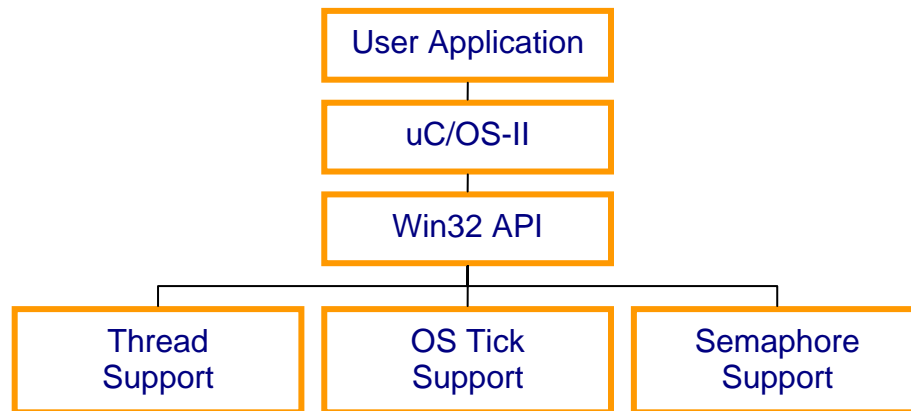 User Application
uC/OS-II
Win32 API
Thread
Support
OS Tick
Support
Semaphore
Support